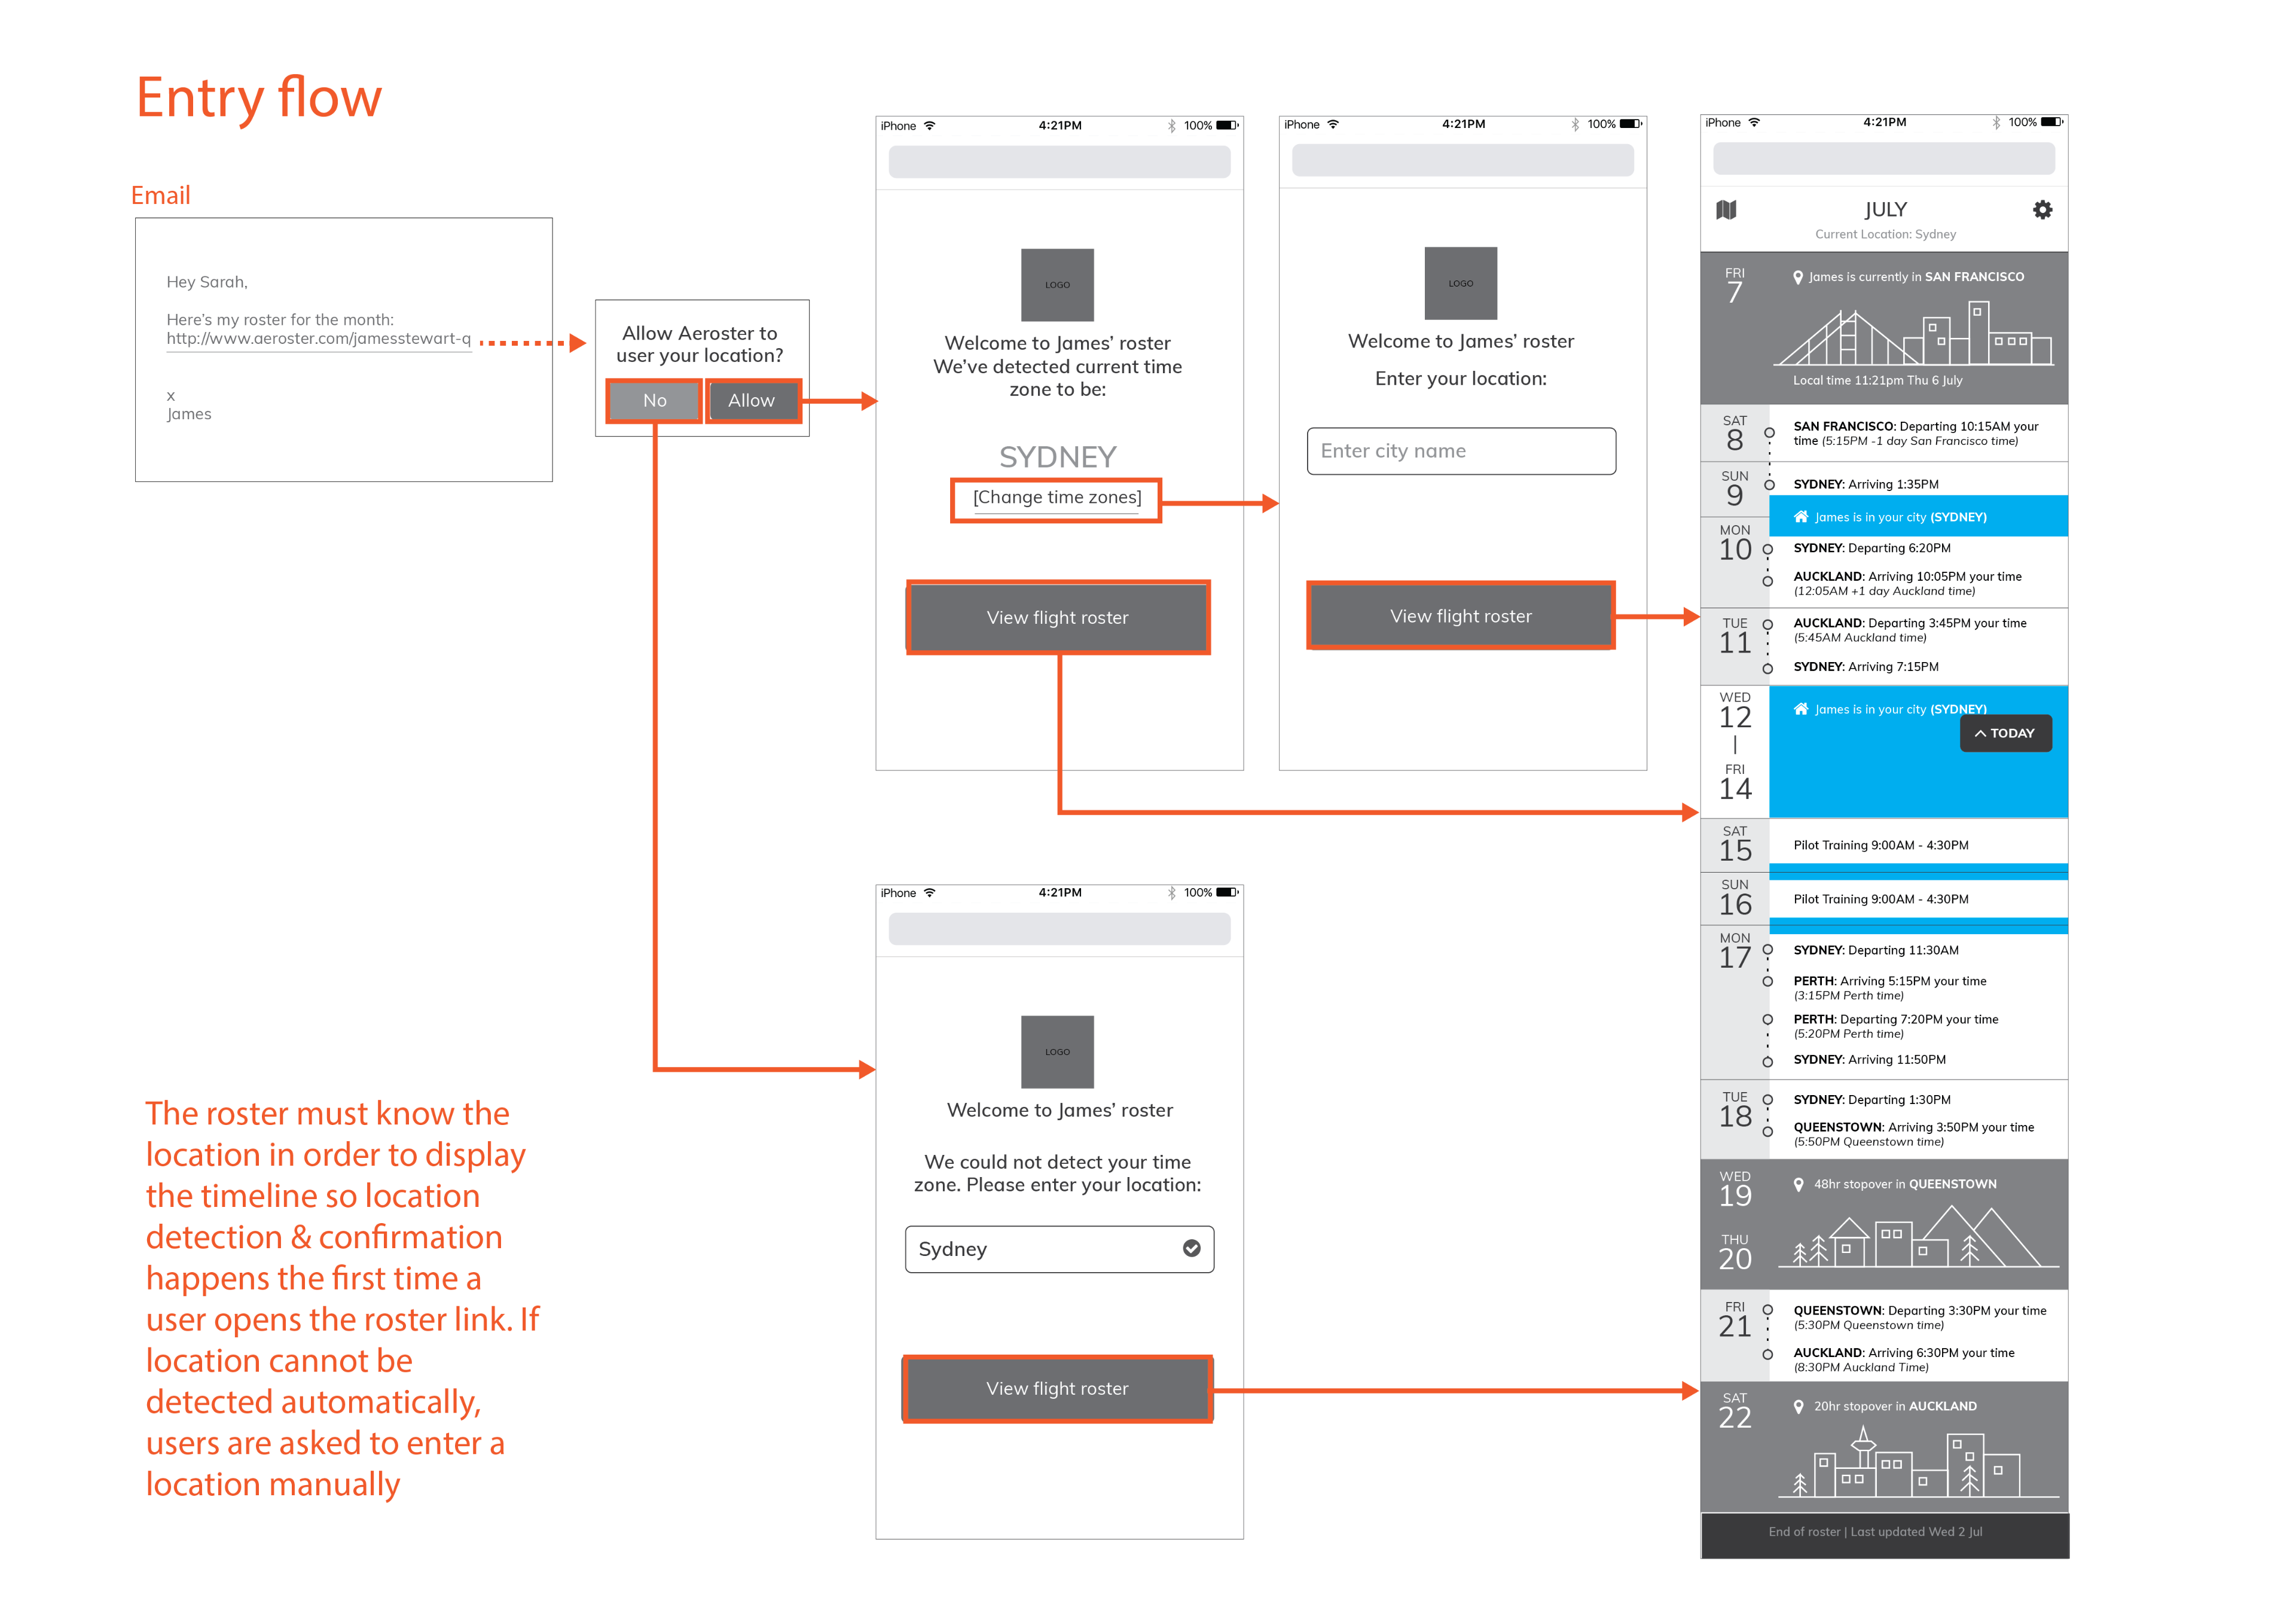 Entry flow
Email
Hey Sarah,
Here's my roster for the month:
http://www.aeroster.com/jamesstewart-q
x
James
Allow Aeroster to
user your location?
No
Allow
iPhone
4:21PM
100%
LOGO
Welcome to James' roster
We've detected current time
zone to be:
SYDNEY
[Change time zones]
View flight roster
iPhone
4:21PM
100%
LOGO
Welcome to James' roster
Enter your location:
Enter city name
View flight roster
iPhone
4:21PM
100%
LOGO
Welcome to James' roster
We could not detect your time
zone. Please enter your location:
Sydney
View flight roster
iPhone
4:21PM
100%
JULY
Current Location: Sydney
FRI
7
James is currently in SAN FRANCISCO
Local time 11:21pm Thu 6 July
SAT
8
SAN FRANCISCO: Departing 10:15AM your
time (5:15PM -1 day San Francisco time)
SUN
9
SYDNEY: Arriving 1:35PM
James is in your city (SYDNEY)
MON
10
SYDNEY: Departing 6:20PM
AUCKLAND: Arriving 10:05PM your time
(12:05AM +1 day Auckland time)
TUE
11
AUCKLAND: Departing 3:45PM your time
(5:45AM Auckland time)
SYDNEY: Arriving 7:15PM
WED
12
|
FRI
14
James is in your city (SYDNEY)
TODAY
SAT
15
Pilot Training 9:00AM - 4:30PM
SUN
16
Pilot Training 9:00AM - 4:30PM
MON
17
SYDNEY: Departing 11:30AM
PERTH: Arriving 5:15PM your time
(3:15PM Perth time)
PERTH: Departing 7:20PM your time
(5:20PM Perth time)
SYDNEY: Arriving 11:50PM
TUE
18
SYDNEY: Departing 1:30PM
QUEENSTOWN: Arriving 3:50PM your time
(5:50PM Queenstown time)
WED
19
THU
20
48hr stopover in QUEENSTOWN
FRI
21
QUEENSTOWN: Departing 3:30PM your time
(5:30PM Queenstown time)
AUCKLAND: Arriving 6:30PM your time
(8:30PM Auckland Time)
SAT
22
20hr stopover in AUCKLAND
End of roster | Last updated Wed 2 Jul
The roster must know the
location in order to display
the timeline so location
detection & confirmation
happens the first time a
user opens the roster link. If
location cannot be
detected automatically,
users are asked to enter a
location manually